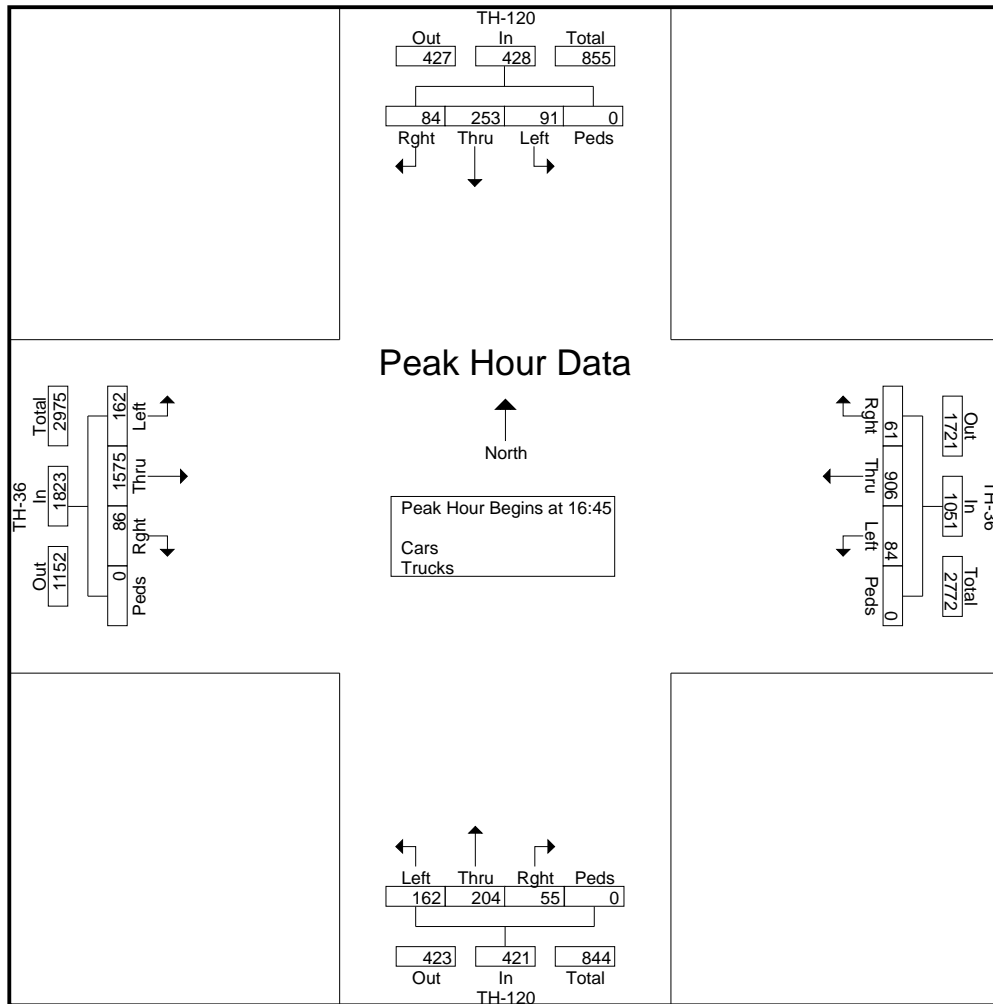 TH-120
Out In Total
427 428 855
84 253 91 0
Rght Thru Left Peds
Peak Hour Data
North
Peak Hour Begins at 16:45
Cars
Trucks
TH-36
Total In Out
2975 1823 1152
162 1575 86 0
Left Thru Rght Peds
TH-36
Out In Total
1721 1051 2772
61 906 84 0
Rght Thru Left Peds
Left Thru Rght Peds
162 204 55 0
423 421 844
Out In Total
TH-120